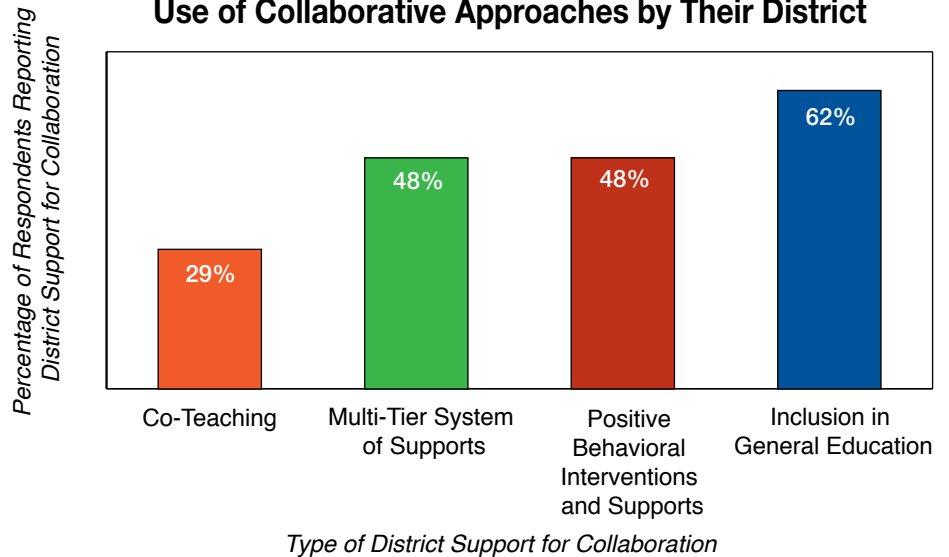 Use of Collaborative Approaches by Their District
Percentage of Respondents Reporting
District Support for Collaboration
29%
48%
48%
62%
Co-Teaching
Multi-Tier System
of Supports
Positive
Behavioral
Interventions
and Supports
Inclusion in
General Education
Type of District Support for Collaboration